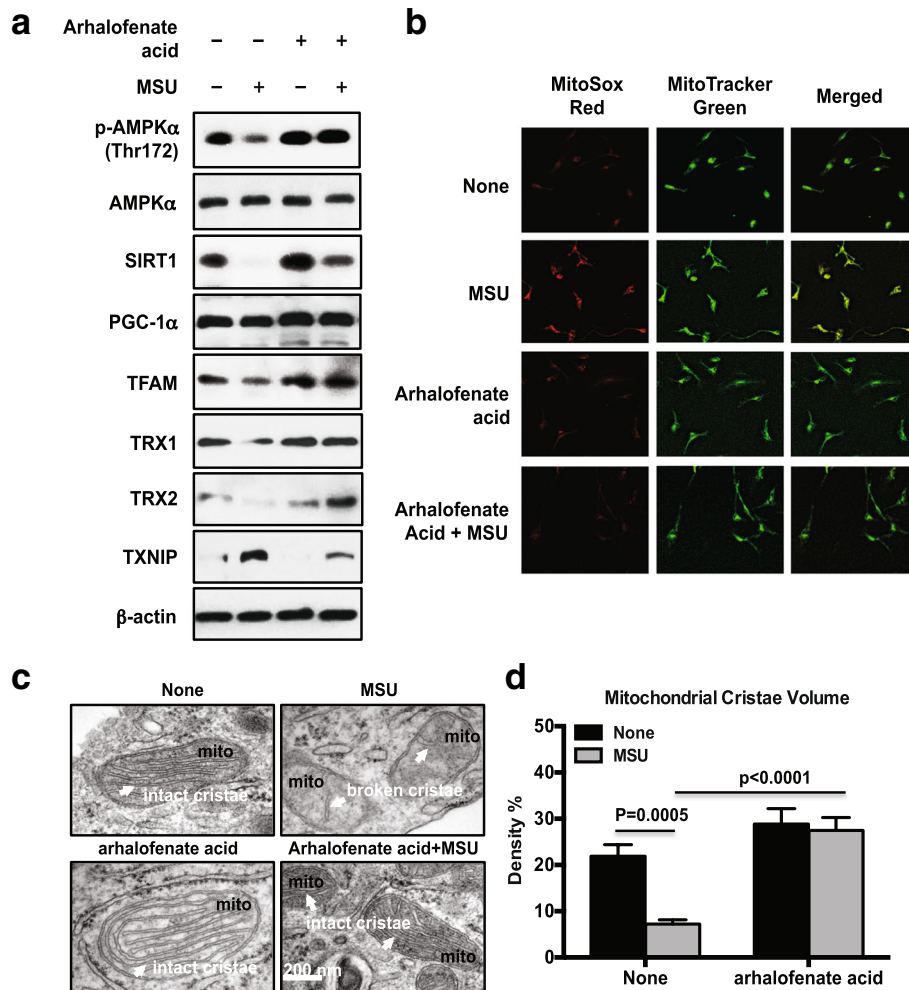 a
Arhalofenate
acid
– – + +
MSU
– + – +
p-AMPKα
(Thr172)
AMPKα
SIRT1
PGC-1α
TFAM
TRX1
TRX2
TXNIP
β-actin
b
MitoSox
Red
MitoTracker
Green
Merged
None
MSU
Arhalofenate
acid
Arhalofenate
Acid + MSU
c
None
mito
intact cristae
MSU
mito
mito
broken cristae
arhalofenate acid
mito
intact cristae
Arhalofenate acid+MSU
mito
intact cristae
mito
200 nm
d
Mitochondrial Cristae Volume
None
MSU
p<0.0001
P=0.0005
Density %
50
40
30
20
10
0
None
arhalofenate acid